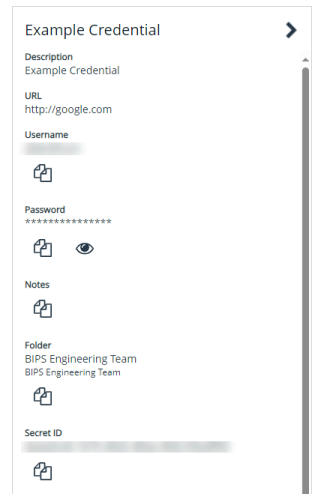 Example Credential
Description
Example Credential
URL
http://google.com
Username
Password
***************
Notes
Folder
BIPS Engineering Team
BIPS Engineering Team
Secret ID